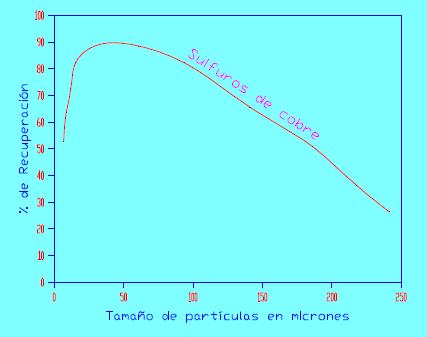 100
90
80
70
60
50
40
30
20
10
0
% de Recuperación
Sulfuros de cobre
0 50 100 150 200 250
Tamaño de partículas en mIcrones